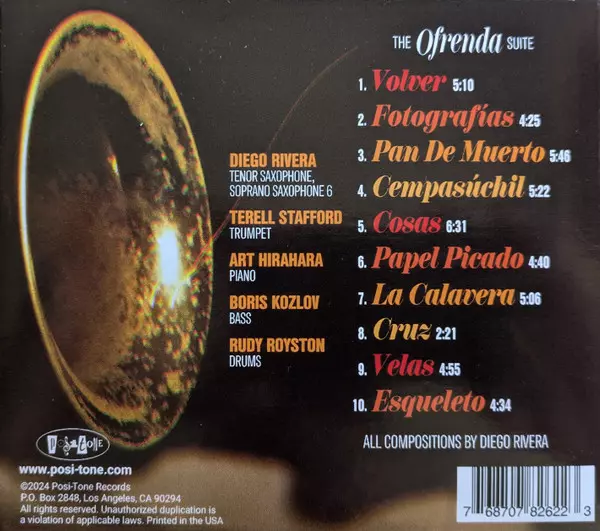 THE Ofrenda SUITE
1. Volver 5:10
2. Fotografías 4:25
3. Pan De Muerto 5:46
4. Cempasúchil 5:22
5. Cosas 6:31
6. Papel Picado 4:40
7. La Calavera 5:06
8. Cruz 2:21
9. Velas 4:55
10. Esqueleto 4:34
ALL COMPOSITIONS BY DIEGO RIVERA
DIEGO RIVERA
TENOR SAXOPHONE,
SOPRANO SAXOPHONE 6
TERELL STAFFORD
TRUMPET
ART HIRAHARA
PIANO
BORIS KOZLOV
BASS
RUDY ROYSTON
DRUMS
POSITONE
www.posi-tone.com
©2024 Posi-Tone Records
P.O. Box 2848, Los Angeles, CA 90294
All rights reserved. Unauthorized duplication is
a violation of applicable laws. Printed in the USA
7 68707 82622 3